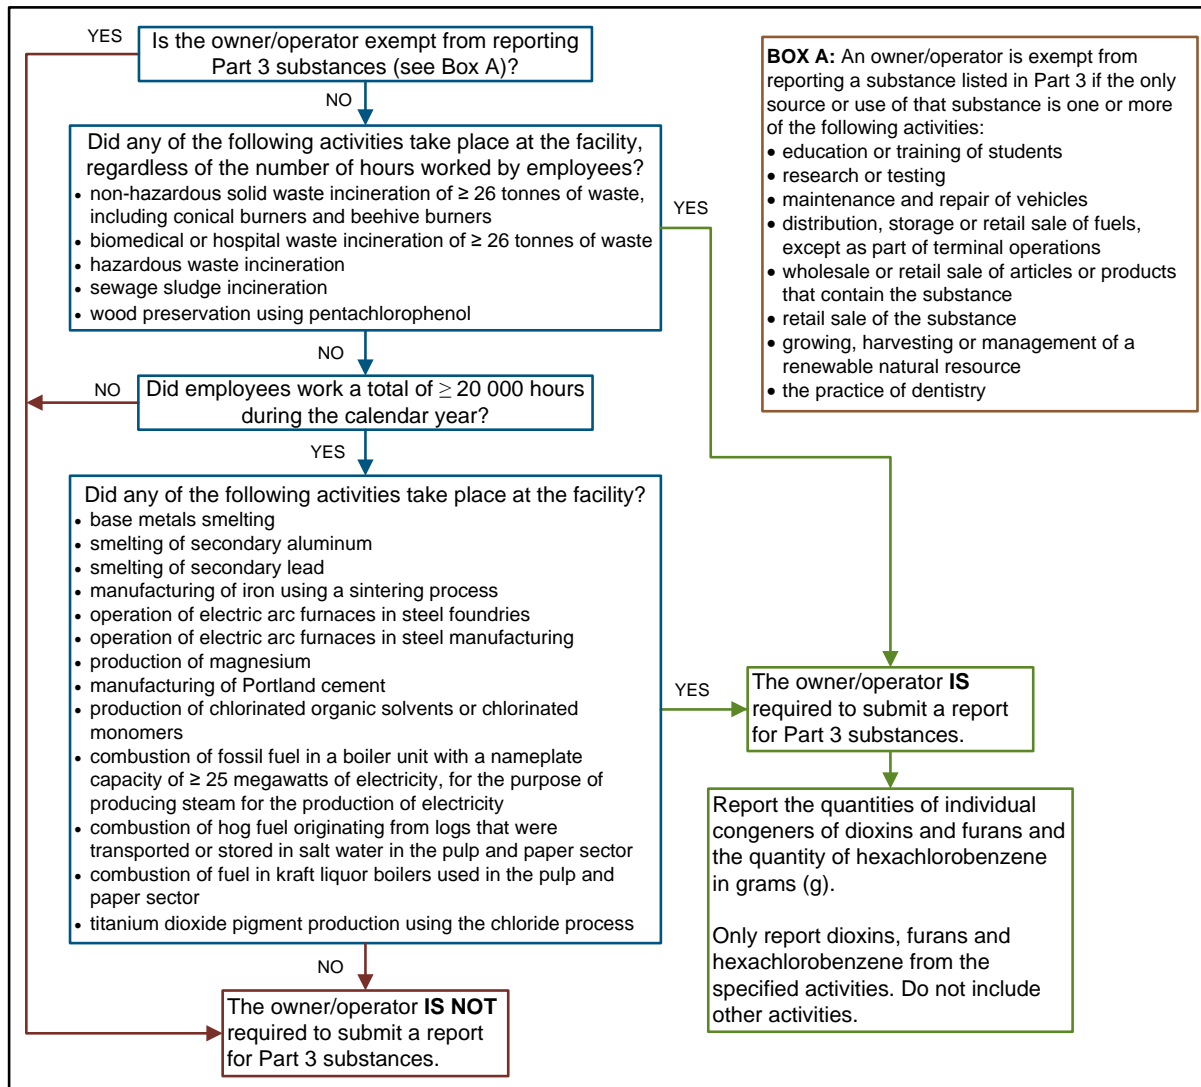 YES
Is the owner/operator exempt from reporting
Part 3 substances (see Box A)?
NO
Did any of the following activities take place at the facility,
regardless of the number of hours worked by employees?
• non-hazardous solid waste incineration of ≥ 26 tonnes of waste,
including conical burners and beehive burners
• biomedical or hospital waste incineration of ≥ 26 tonnes of waste
• hazardous waste incineration
• sewage sludge incineration
• wood preservation using pentachlorophenol
YES
NO
NO
Did employees work a total of ≥ 20 000 hours
during the calendar year?
YES
Did any of the following activities take place at the facility?
• base metals smelting
• smelting of secondary aluminum
• smelting of secondary lead
• manufacturing of iron using a sintering process
• operation of electric arc furnaces in steel foundries
• operation of electric arc furnaces in steel manufacturing
• production of magnesium
• manufacturing of Portland cement
• production of chlorinated organic solvents or chlorinated
monomers
• combustion of fossil fuel in a boiler unit with a nameplate
capacity of ≥ 25 megawatts of electricity, for the purpose of
producing steam for the production of electricity
• combustion of hog fuel originating from logs that were
transported or stored in salt water in the pulp and paper sector
• combustion of fuel in kraft liquor boilers used in the pulp and
paper sector
• titanium dioxide pigment production using the chloride process
YES
NO
The owner/operator IS NOT
required to submit a report
for Part 3 substances.
BOX A: An owner/operator is exempt from
reporting a substance listed in Part 3 if the only
source or use of that substance is one or more
of the following activities:
• education or training of students
• research or testing
• maintenance and repair of vehicles
• distribution, storage or retail sale of fuels,
except as part of terminal operations
• wholesale or retail sale of articles or products
that contain the substance
• retail sale of the substance
• growing, harvesting or management of a
renewable natural resource
• the practice of dentistry
The owner/operator IS
required to submit a report
for Part 3 substances.
Report the quantities of individual
congeners of dioxins and furans and
the quantity of hexachlorobenzene
in grams (g).
Only report dioxins, furans and
hexachlorobenzene from the
specified activities. Do not include
other activities.